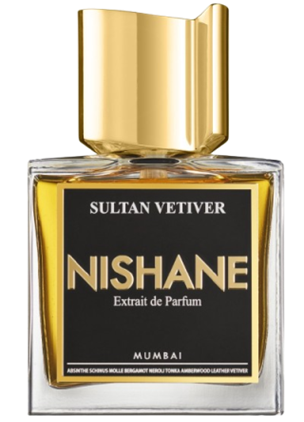 SULTAN VETIVER
NISHANE
Extrait de Parfum
MUMBAI
ABSINTHE SCHINUS MOLLE BERGAMOT NEROLI TONKA AMBERWOOD LEATHER VETIVER